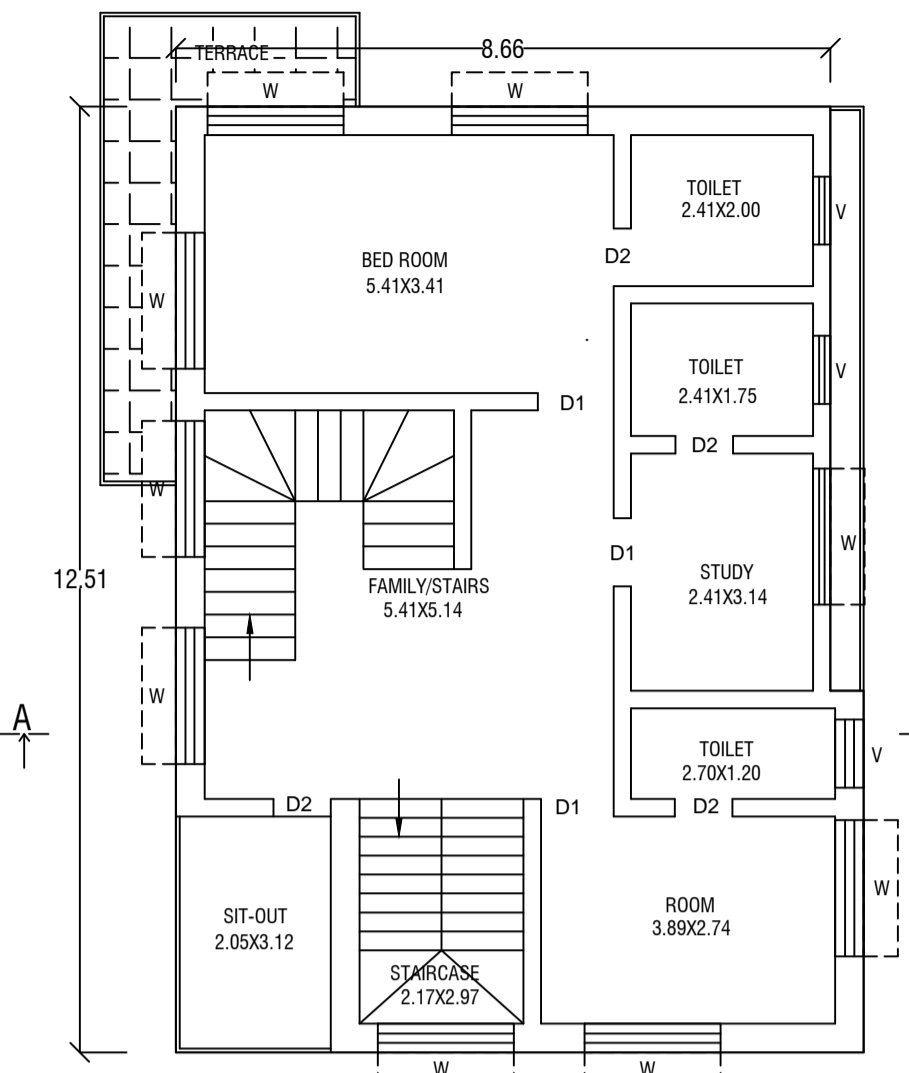 TERRACE
8.66
W
W
TOILET
2.41X2.00
V
BED ROOM
5.41X3.41
D2
W
TOILET
2.41X1.75
V
D1
D2
W
W
D1
STUDY
2.41X3.14
12.51
FAMILY/STAIRS
5.41X5.14
W
A
TOILET
2.70X1.20
V
D2
D1
D2
W
ROOM
3.89X2.74
SIT-OUT
2.05X3.12
STAIRCASE
2.17X2.97
W
W